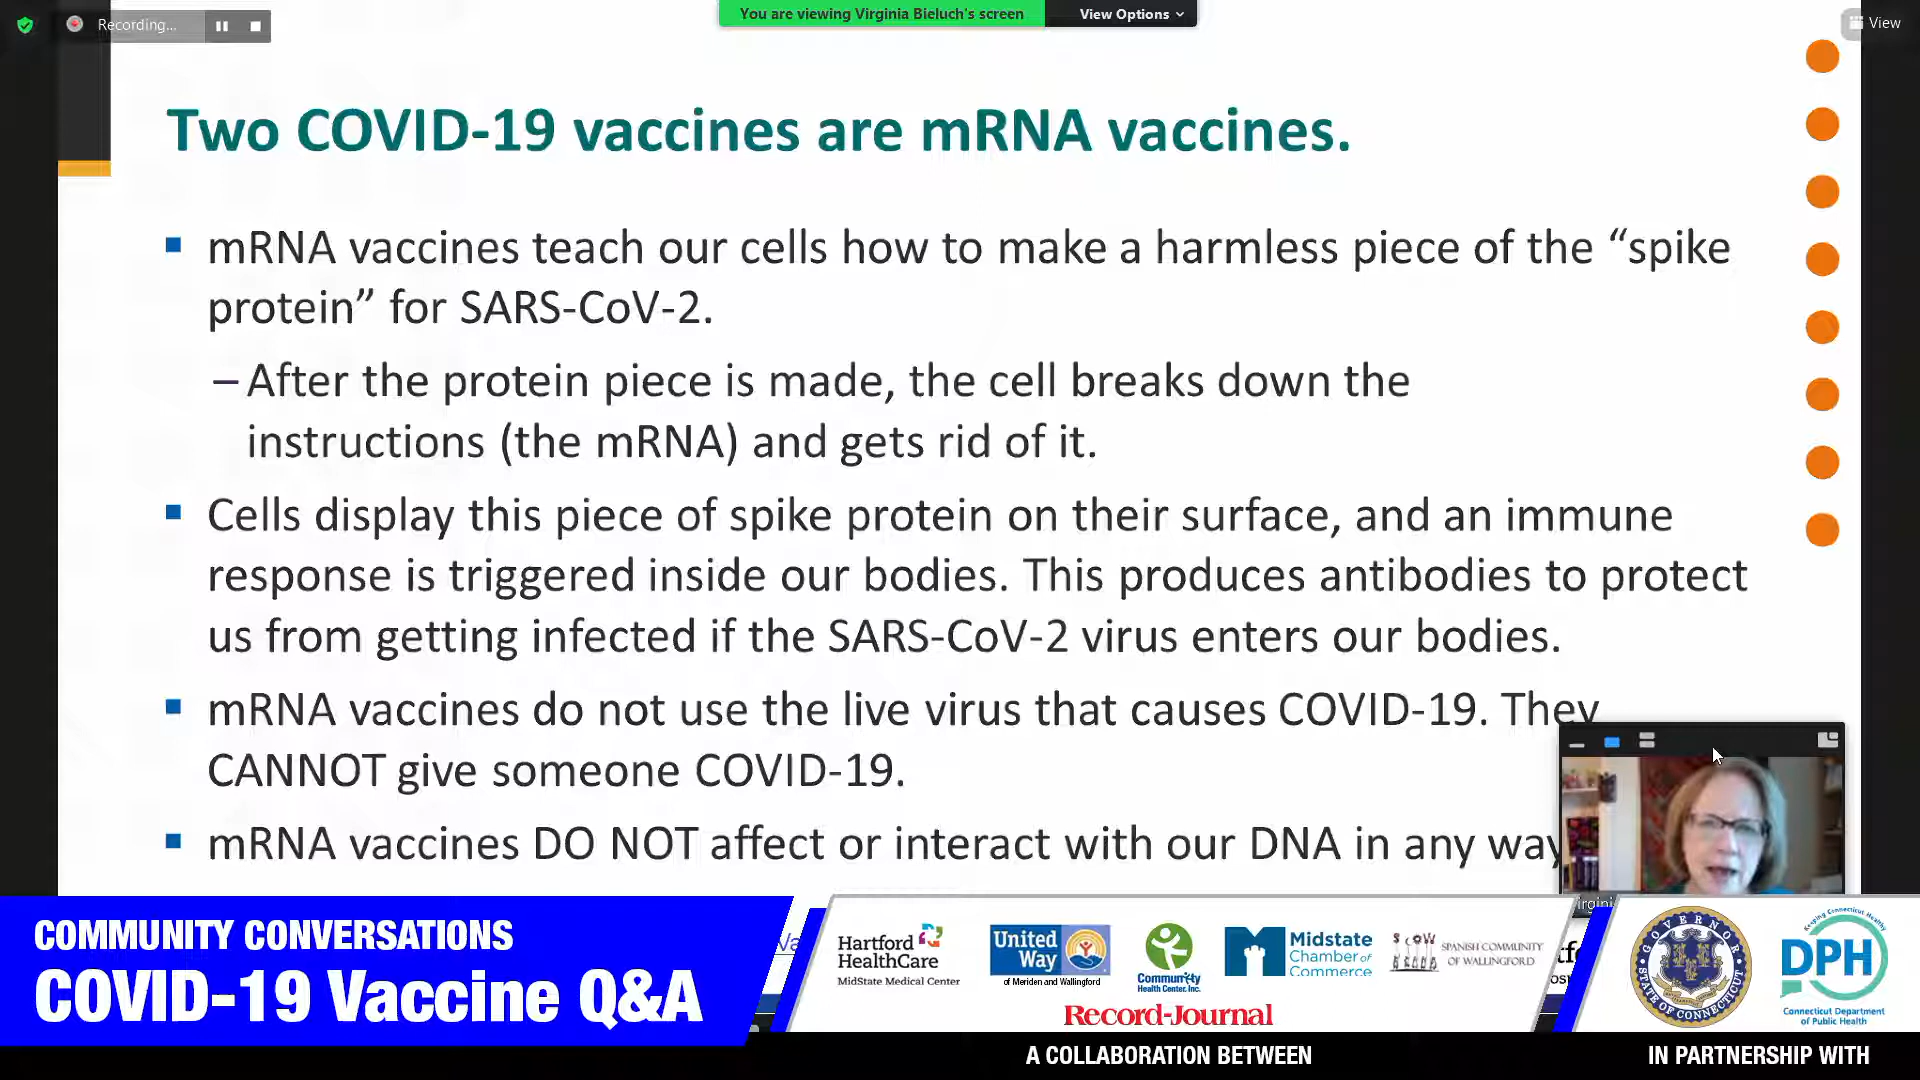 Recording...
You are viewing Virginia Bieluch's screen
View Options
View
Two COVID-19 vaccines are mRNA vaccines.
mRNA vaccines teach our cells how to make a harmless piece of the “spike
protein” for SARS-CoV-2.
– After the protein piece is made, the cell breaks down the
instructions (the mRNA) and gets rid of it.
Cells display this piece of spike protein on their surface, and an immune
response is triggered inside our bodies. This produces antibodies to protect
us from getting infected if the SARS-CoV-2 virus enters our bodies.
mRNA vaccines do not use the live virus that causes COVID-19. They
CANNOT give someone COVID-19.
mRNA vaccines DO NOT affect or interact with our DNA in any way
COMMUNITY CONVERSATIONS
COVID-19 Vaccine Q&A
Hartford
HealthCare
MidState Medical Center
United
Way
of Meriden and Wallingford
Community
Health Center, Inc.
Midstate
Chamber of
Commerce
SCOW
SPANISH COMMUNITY
OF WALLINGFORD
Record-Journal
GOVERNOR
STATE OF CONNECTICUT
Keeping Connecticut Healthy
DPH
Connecticut Department
of Public Health
A COLLABORATION BETWEEN
IN PARTNERSHIP WITH